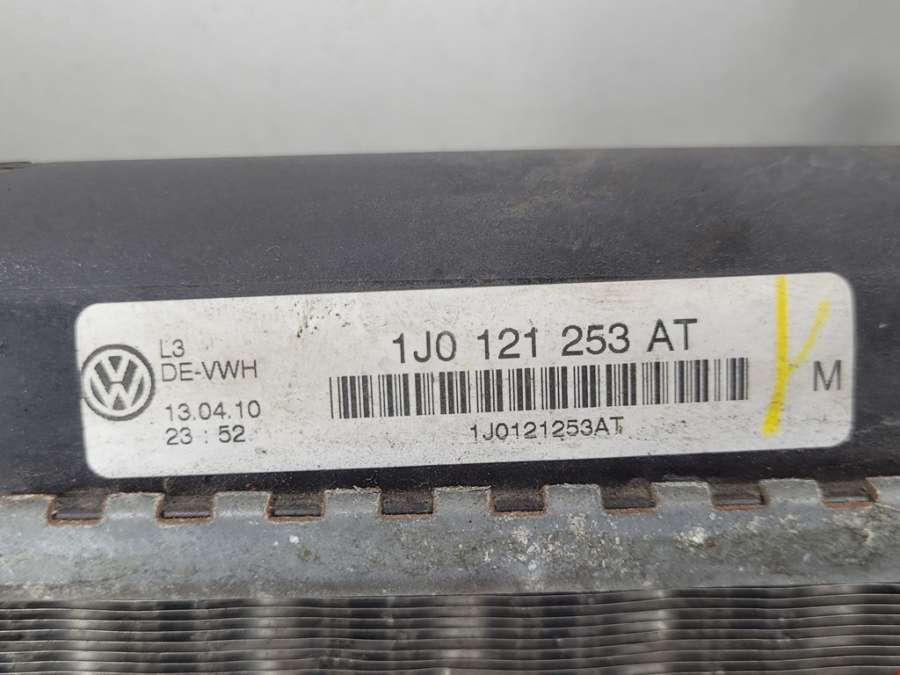 L3
DE-VWH
13.04.10
23 : 52
1J0 121 253 AT
1J0121253AT
M